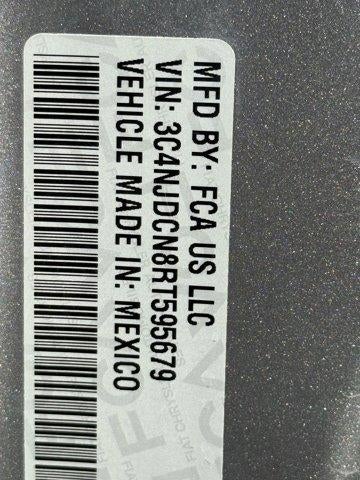 MFD BY: FCA US LLC
VIN: 3C4NJDCN8RT595679
VEHICLE MADE IN: MEXICO